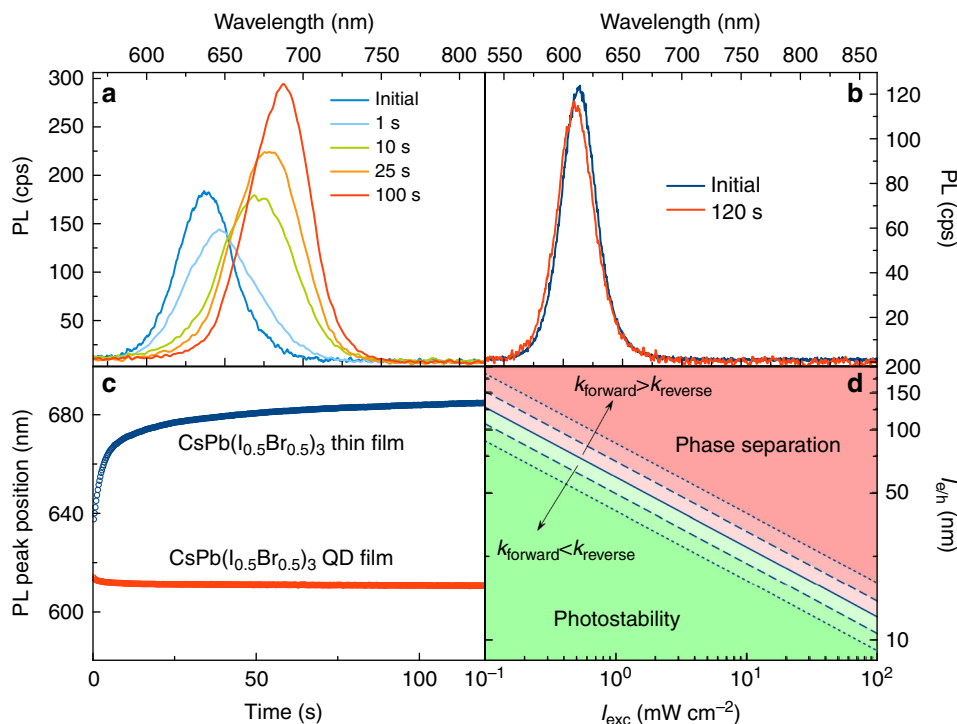 Wavelength (nm)
Wavelength (nm)
600 650 700 750 800
550 600 650 700 750 800 850
a
300
250
200
150
100
50
PL (cps)
Initial
1 s
10 s
25 s
100 s
b
120
100
80
60
40
20
0
PL (cps)
Initial
120 s
c
680
640
600
PL peak position (nm)
CsPb(I0.5Br0.5)3 thin film
CsPb(I0.5Br0.5)3 QD film
0 50 100
Time (s)
d
200
150
100
50
10
le/h (nm)
kforward>kreverse
Phase separation
kforward<kreverse
Photostability
10−1 100 101 102
Iexc (mW cm−2)